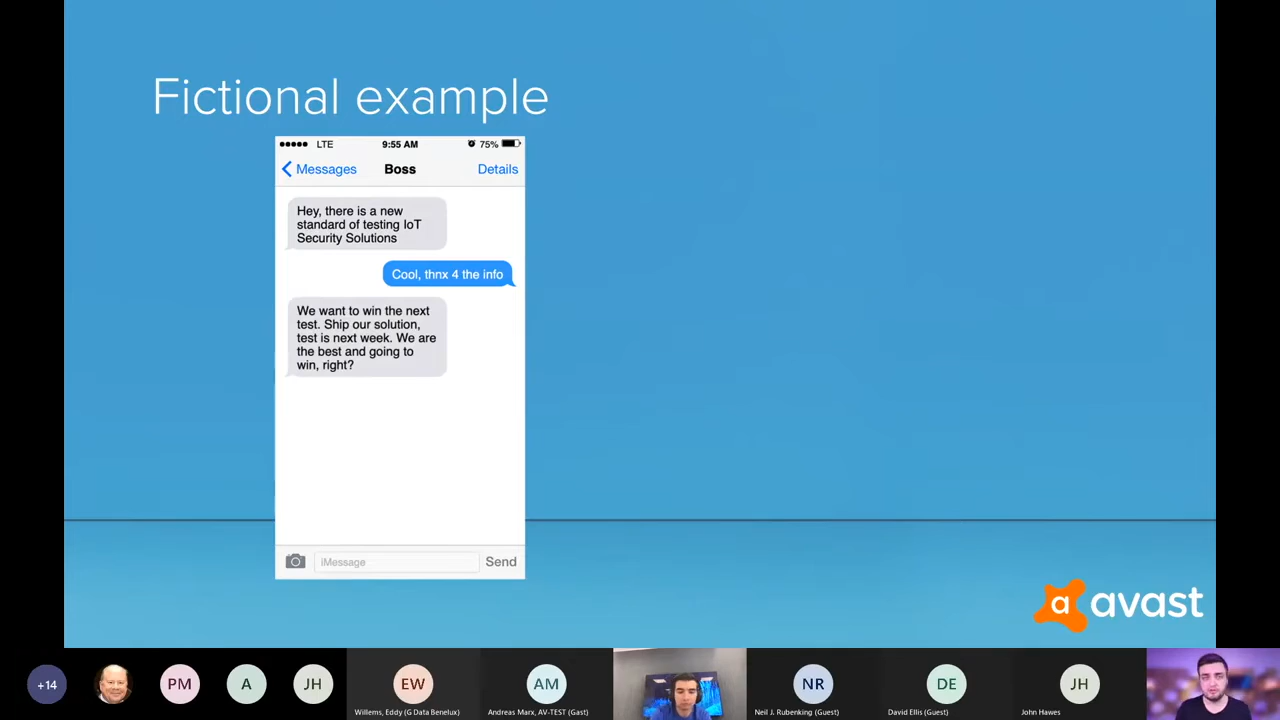 Fictional example
LTE
9:55 AM
75%
Messages
Boss
Details
Hey, there is a new
standard of testing IoT
Security Solutions
Cool, thnx 4 the info
We want to win the next
test. Ship our solution,
test is next week. We are
the best and going to
win, right?
iMessage
Send
a avast
+14
PM
A
JH
EW
AM
NR
DE
JH
Willems, Eddy (G Data Benelux)
Andreas Marx, AV-TEST (Gast)
Neil J. Rubenking (Guest)
David Ellis (Guest)
John Hawes